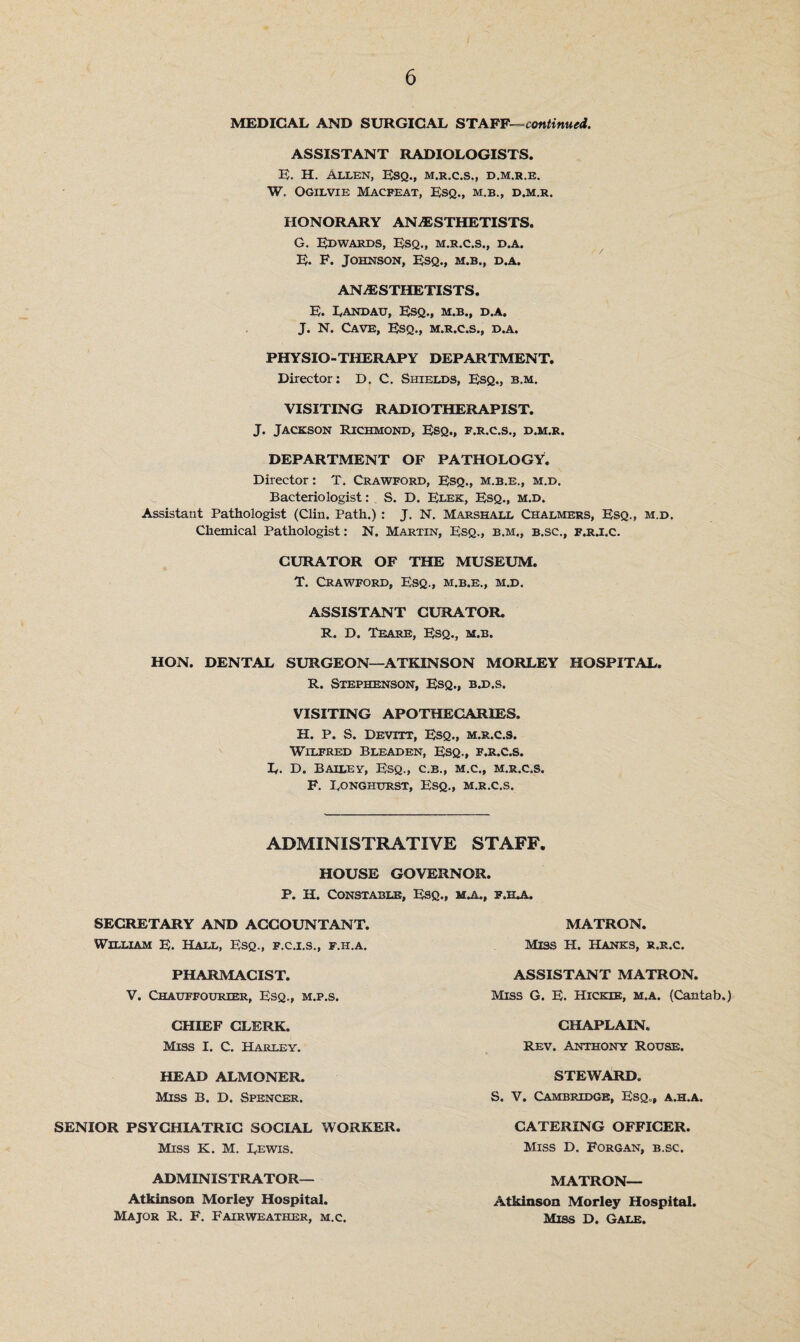 6
MEDICAL AND SURGICAL STAFF—continued.
ASSISTANT RADIOLOGISTS.
E. H. Allen, Esq., M.R.C.S., D.M.R.E.
W. Ogilvie Macfeat, Esq., M.B., D.M.R.
HONORARY ANÆSTHETISTS.
G. Edwards, Esq., M.R.C.S., D.A.
E. F. Johnson, Esq., M.B., D.A.
ANÆSTHETISTS.
E. Landau, Esq., M.B., D.A.
J. N. Cave, Esq., M.R.C.S., D.A.
PHYSIO-THERAPY DEPARTMENT.
Director: D. C. Shields, Esq., B.M.
VISITING RADIOTHERAPIST.
J. Jackson Richmond, Esq., F.R.C.S., D.M.R.
DEPARTMENT OF PATHOLOGY.
Director: T. Crawford, Esq., M.B.E., M.D.
Bacteriologist: S. D. Elek, Esq., M.D.
Assistant Pathologist (Clin. Path.) : J. N. Marshall Chalmers, Esq., M.D.
Chemical Pathologist: N. Martin, Esq., B.M., B.Sc., F.R.I.C.
CURATOR OF THE MUSEUM.
T. Crawford, Esq., M.B.E., M.D.
ASSISTANT CURATOR.
R. D. Teare, Esq., M.B.
HON. DENTAL SURGEON—ATKINSON MORLEY HOSPITAL.
R. Stephenson, Esq., B.D.S.
VISITING APOTHECARIES.
H. P. S. Devitt, Esq., M.R.C.S.
Wilfred Bleaden, Esq., F.R.C.S.
L. D. Bailey, Esq., C.B., M.C., M.R.C.S.
F. Longhurst, Esq., M.R.C.S.
ADMINISTRATIVE STAFF.
HOUSE GOVERNOR.
P. H. Constable, Esq., M.A., F.H.A.
SECRETARY AND ACCOUNTANT.
William E. Hall, Esq., F.C.I.S., F.H.A.
PHARMACIST.
V. Chauffourier, Esq., M.P.S.
CHIEF CLERK.
Miss I. C. Harley.
HEAD ALMONER.
Miss B. D. Spencer.
SENIOR PSYCHIATRIC SOCIAL WORKER.
Miss K. M. Lewis.
ADMINISTRATOR—
Atkinson Morley Hospital.
Major R. F. Fairweather, M.C.
MATRON.
Miss H. Hanks, R.R.C.
ASSISTANT MATRON.
Miss G. E. Hickie, M.A. (Cantab.)
CHAPLAIN.
Rev. Anthony Rouse.
STEWARD.
S. V. Cambridge, Esq., A.H.A.
CATERING OFFICER.
Miss D. Forgan, B.Sc.
MATRON—
Atkinson Morley Hospital.
Miss D. Gale.